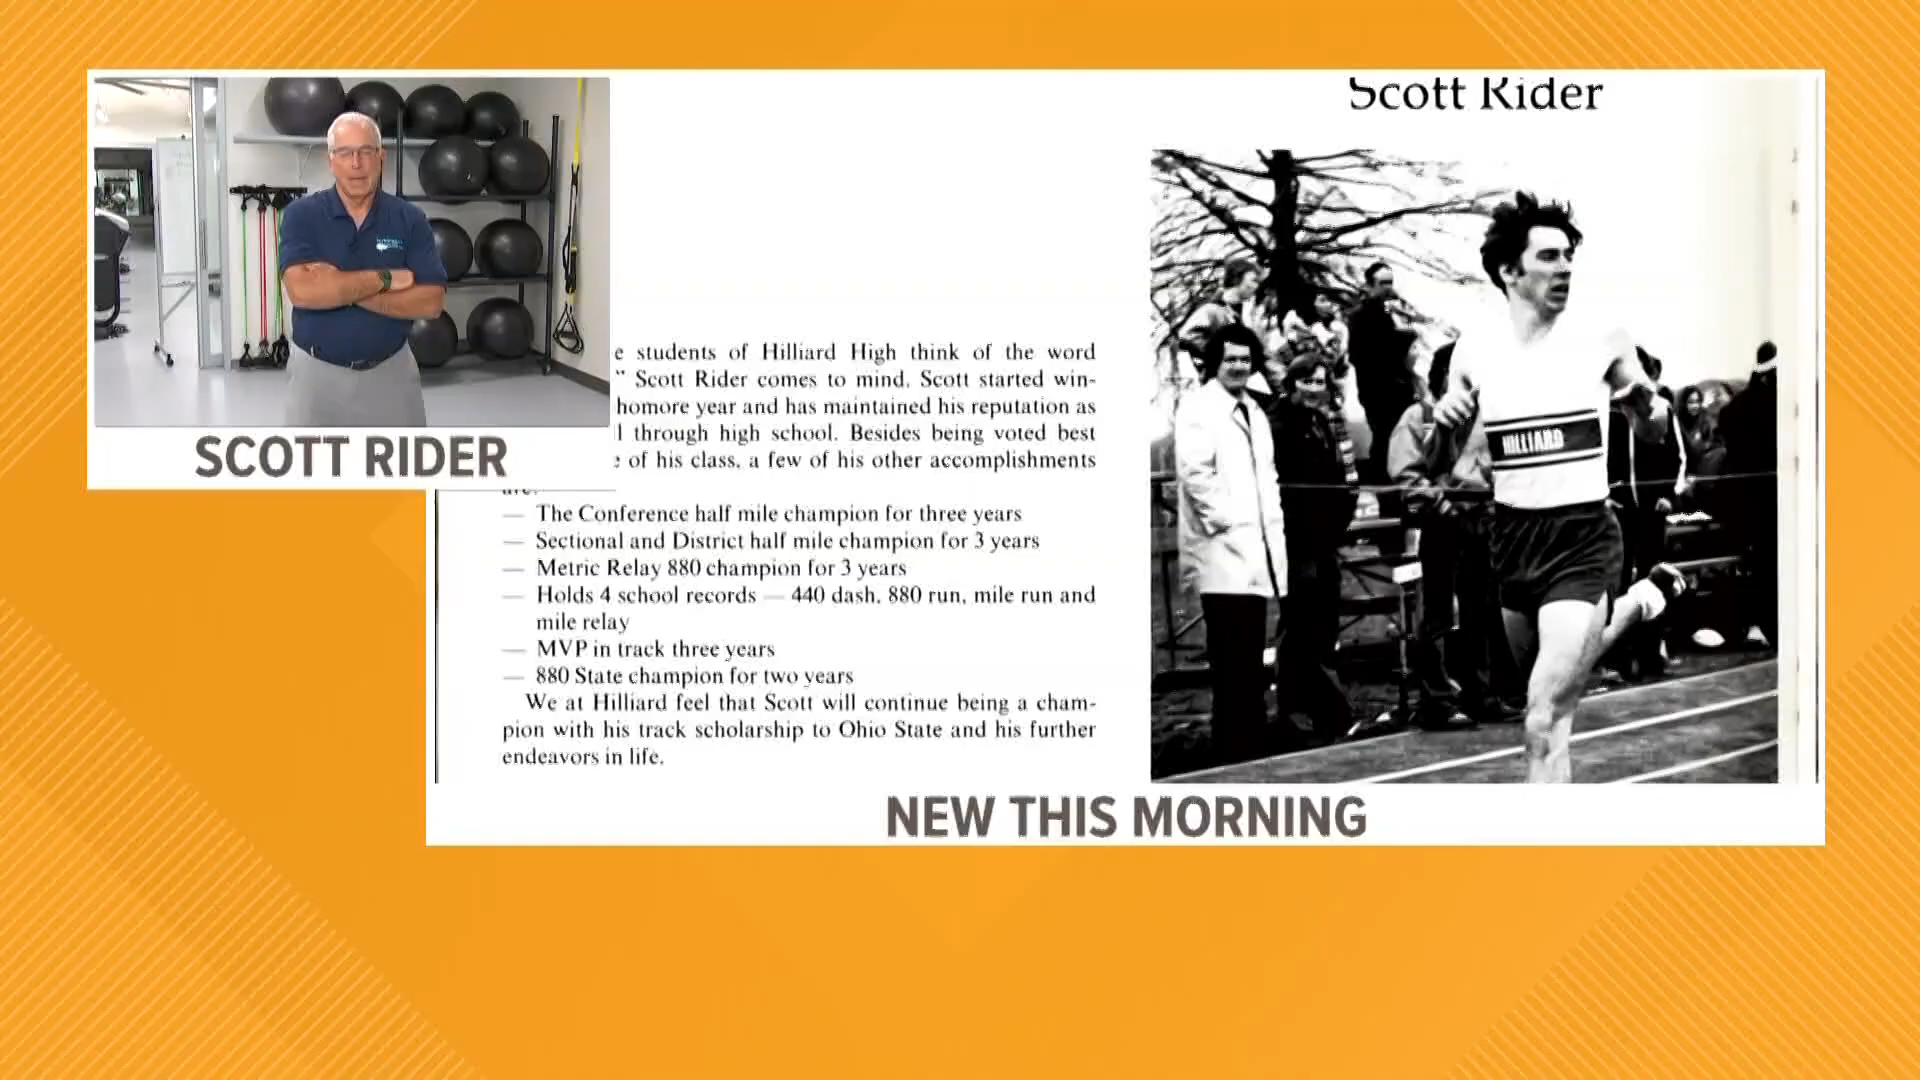 Scott Rider
e students of Hilliard High think of the word
" Scott Rider comes to mind. Scott started win-
homore year and has maintained his reputation as
l through high school. Besides being voted best
e of his class, a few of his other accomplishments
are:
— The Conference half mile champion for three years
— Sectional and District half mile champion for 3 years
— Metric Relay 880 champion for 3 years
— Holds 4 school records — 440 dash, 880 run, mile run and
mile relay
— MVP in track three years
— 880 State champion for two years
We at Hilliard feel that Scott will continue being a cham-
pion with his track scholarship to Ohio State and his further
endeavors in life.
HILLIARD
SCOTT RIDER
NEW THIS MORNING